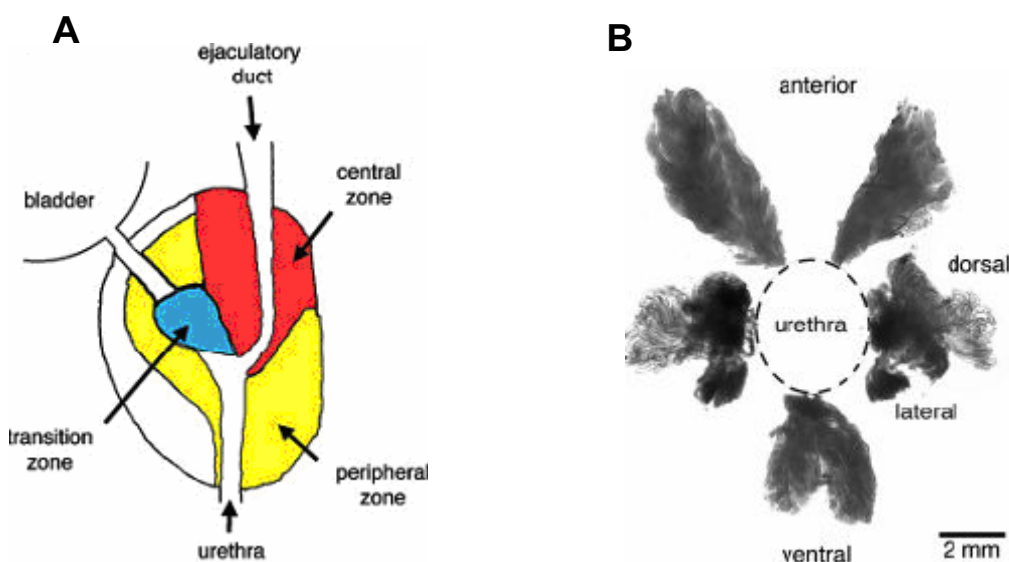 A
ejaculatory
duct
central
zone
bladder
transition
zone
peripheral
zone
urethra
B
anterior
dorsal
urethra
lateral
ventral
2 mm